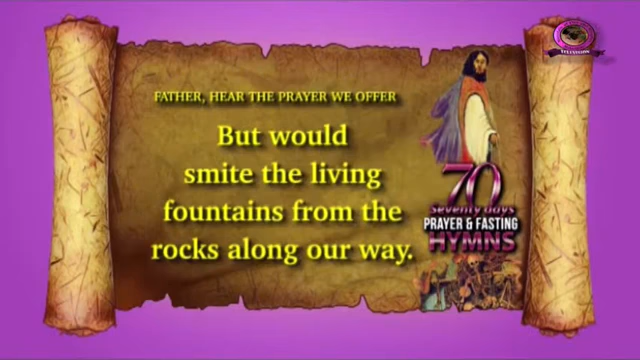 FATHER, HEAR THE PRAYER WE OFFER
But would
smite the living
fountains from the
rocks along our way.
70
seventy days
PRAYER & FASTING
HYMNS
TELEVISION